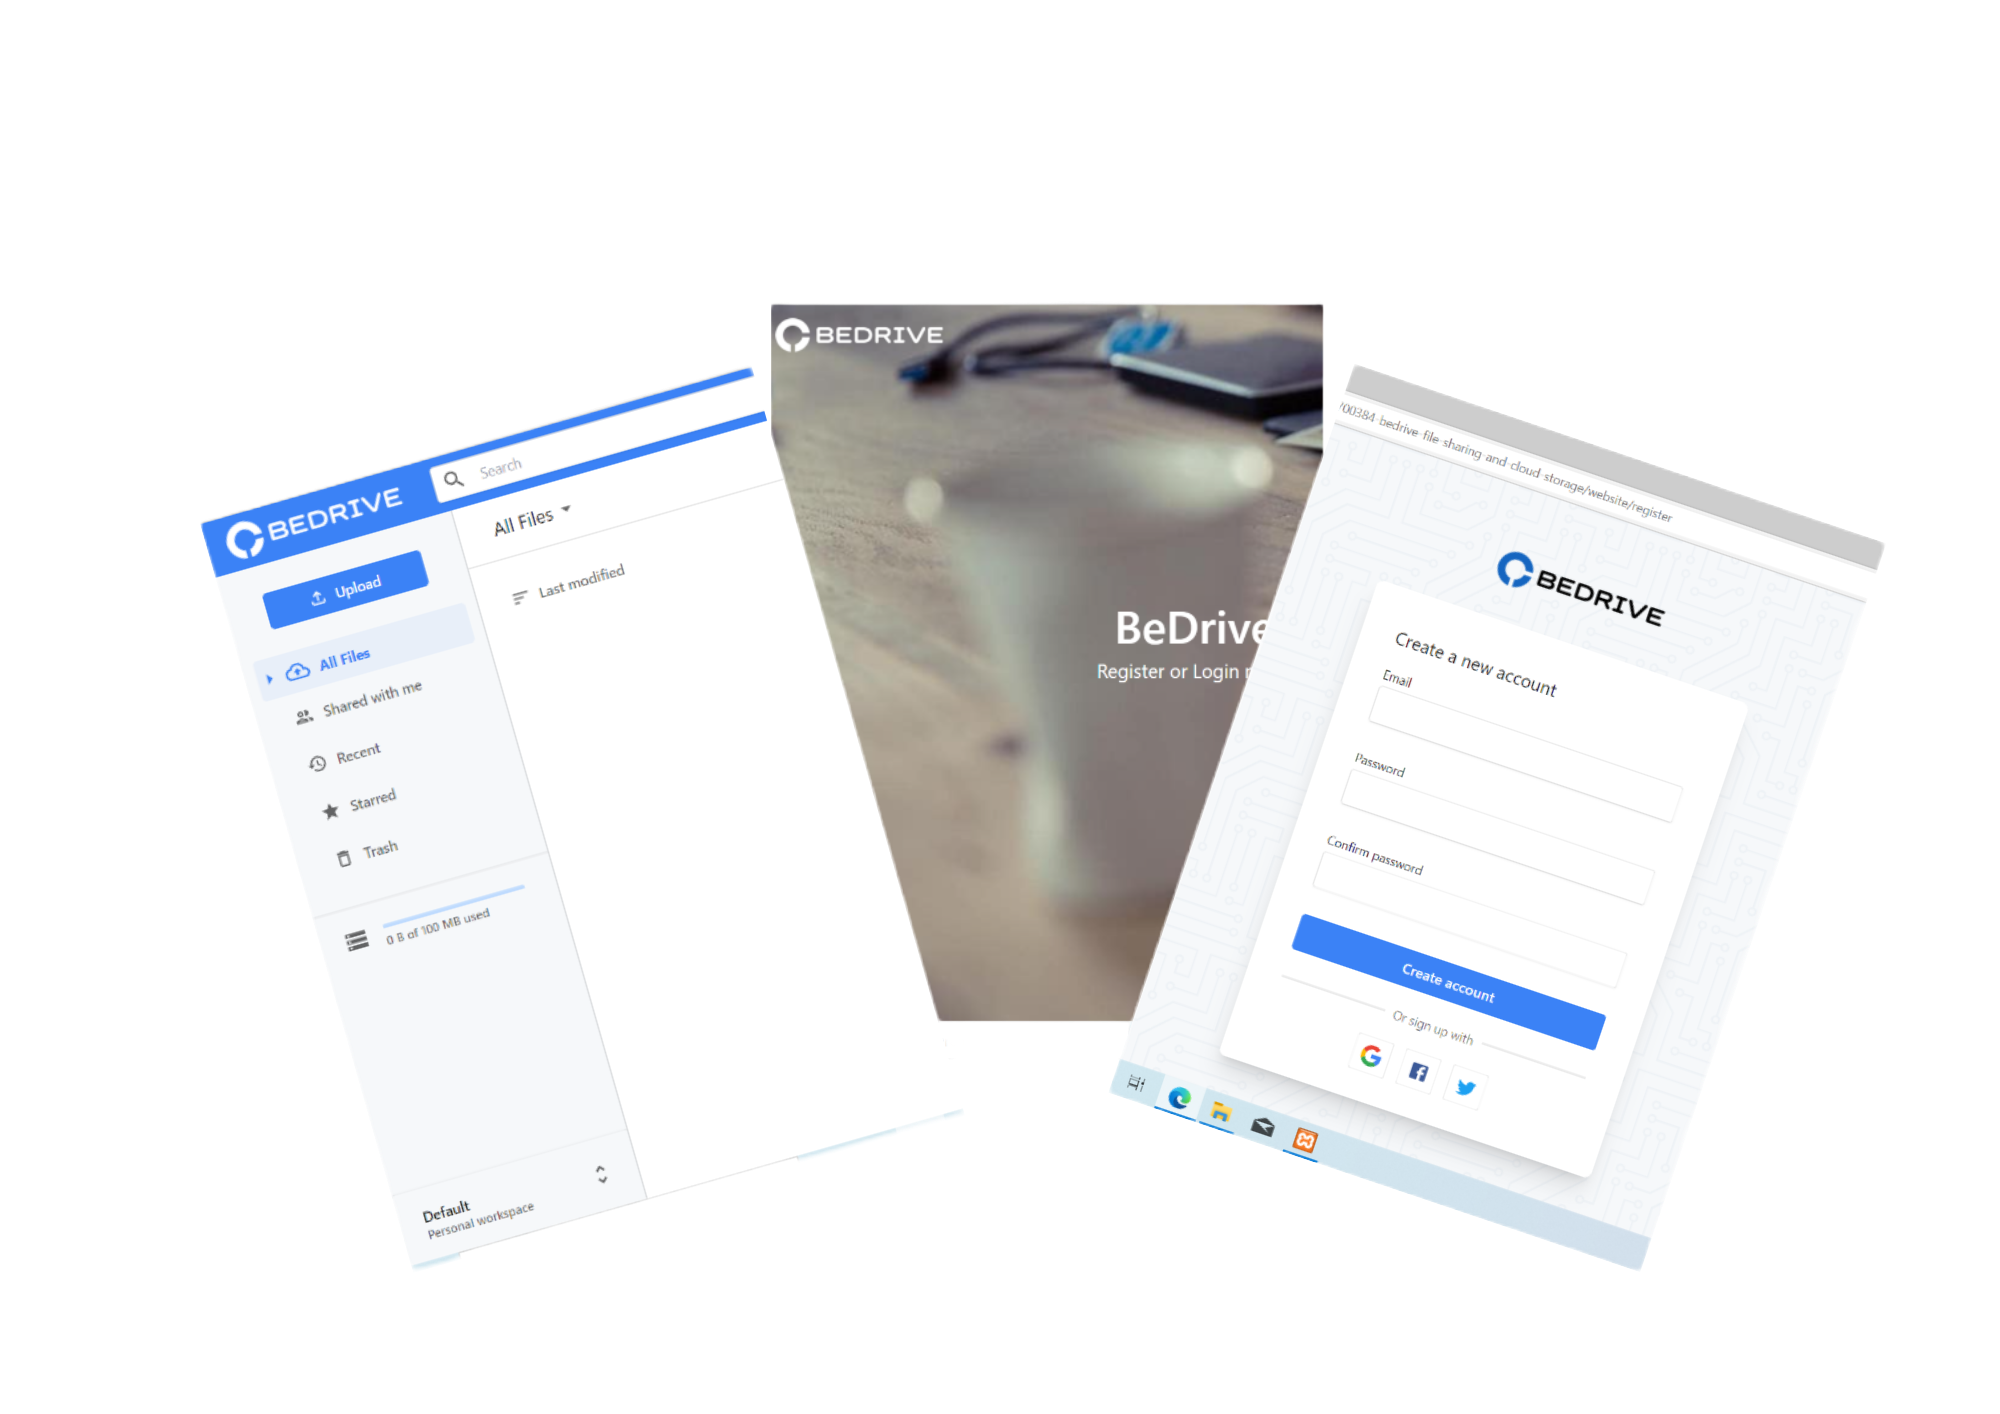 BEDRIVE
Search
Upload
All Files
Shared with me
Recent
Starred
Trash
0 B of 100 MB used
Default
Personal workspace
All Files
Last modified
BEDRIVE
BeDrive
Register or Login
/00384-bedrive-file-sharing-and-cloud-storage/website/register
BEDRIVE
Create a new account
Email
Password
Confirm password
Create account
Or sign up with